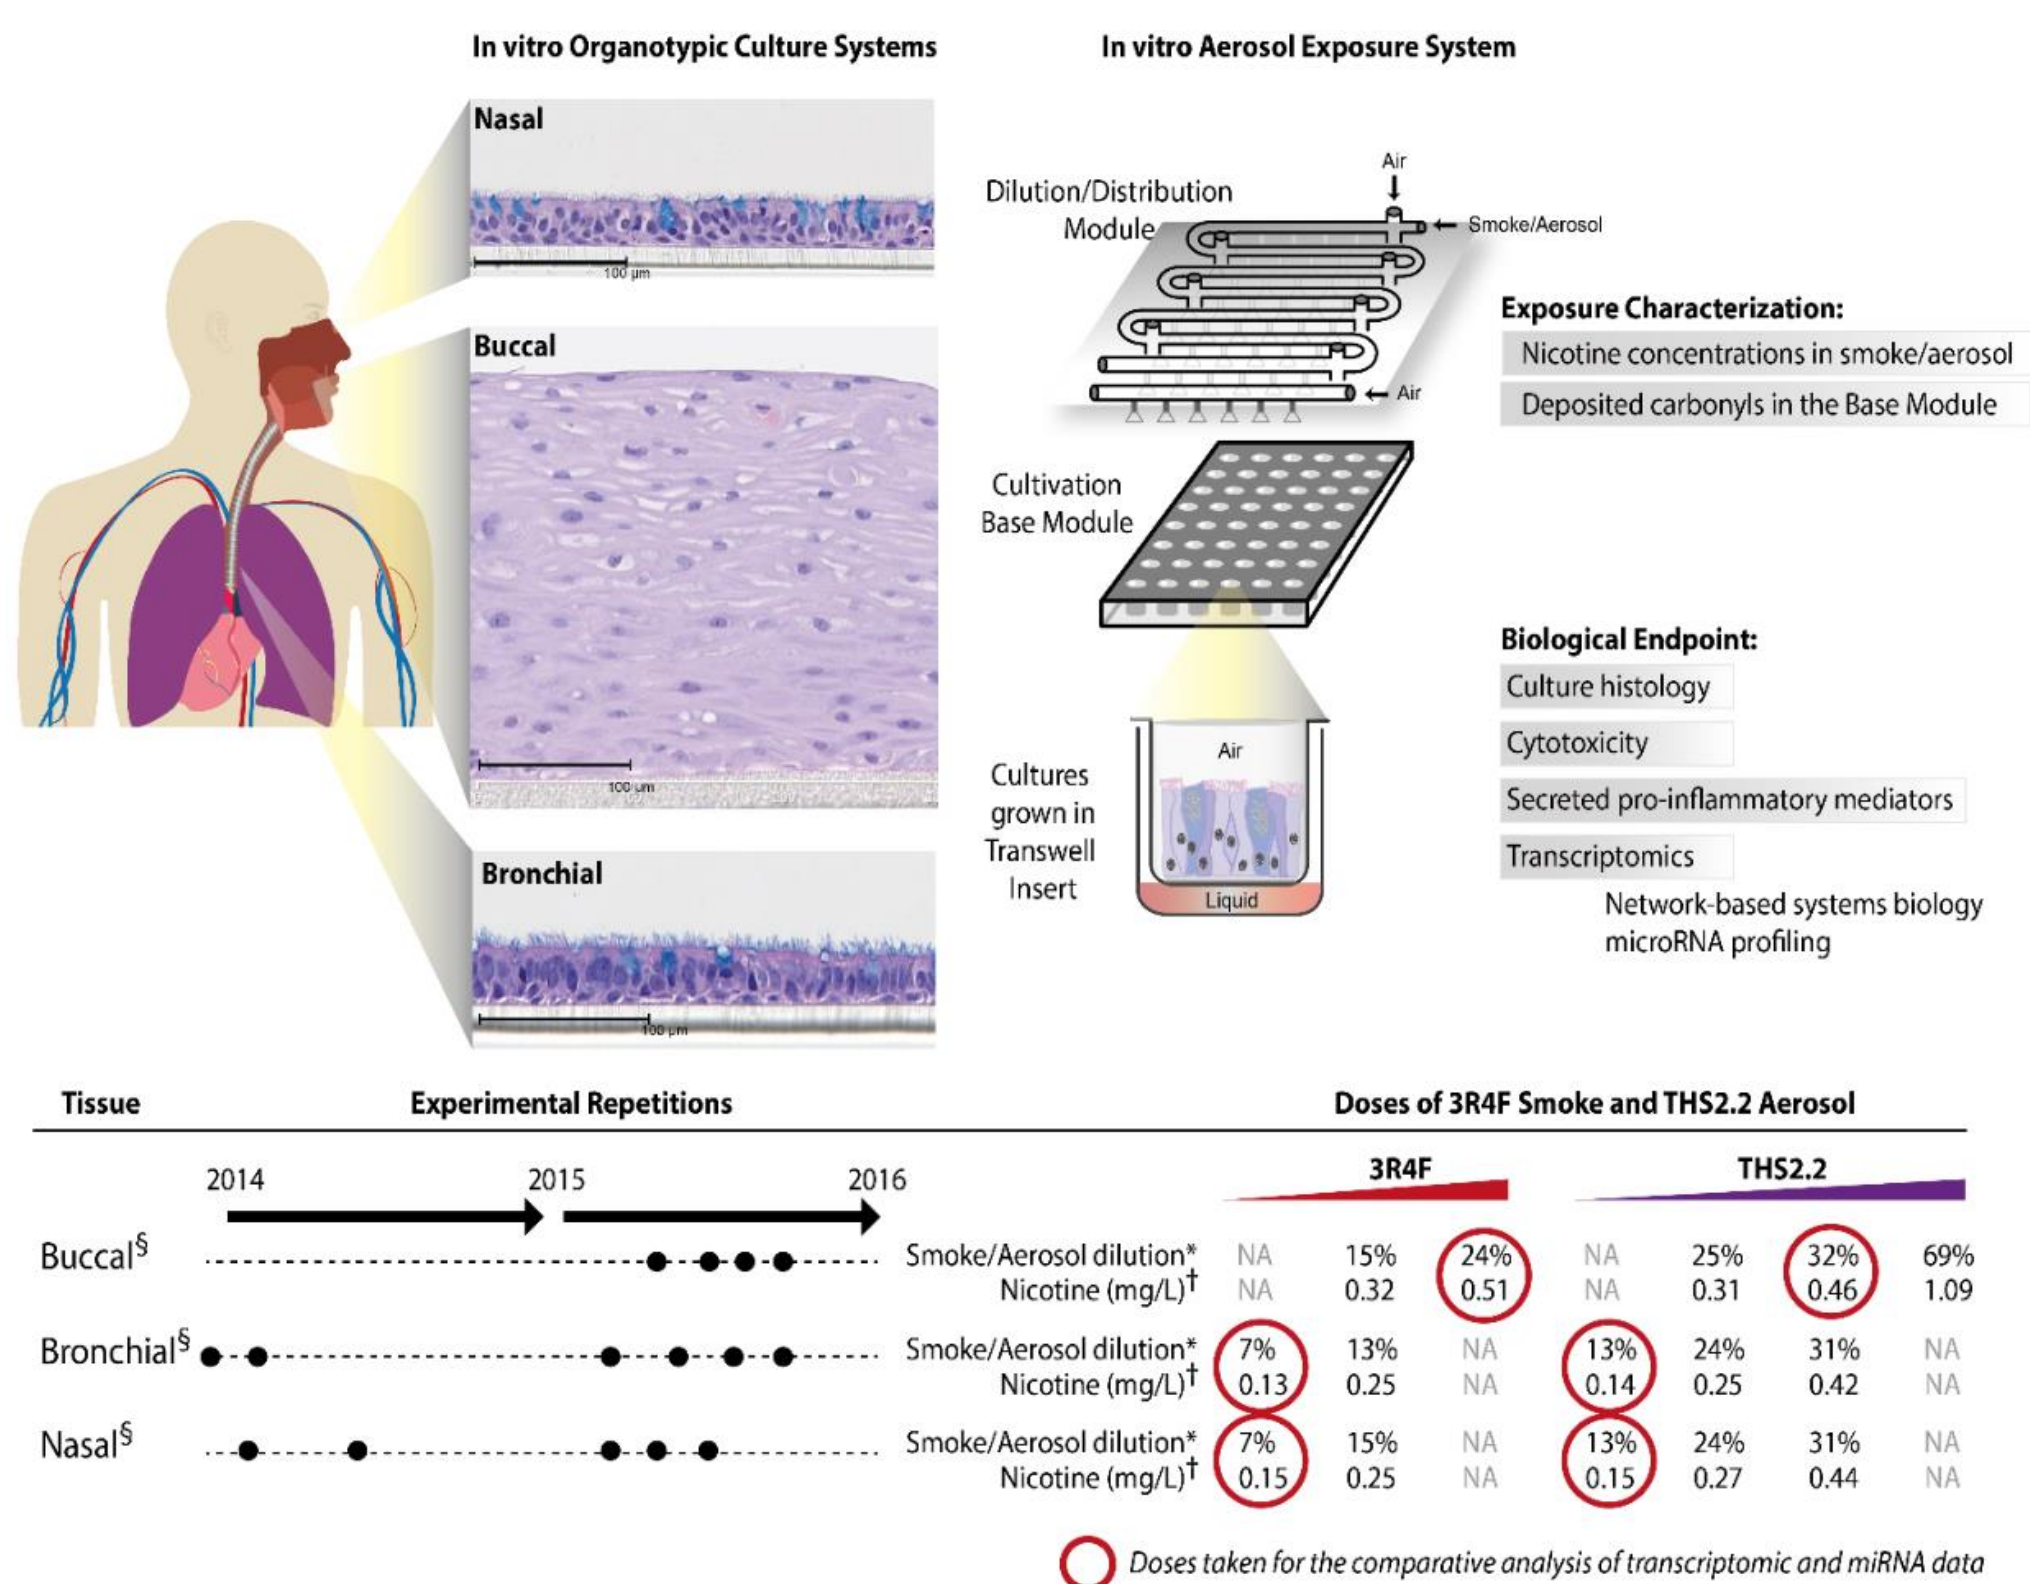 In vitro Organotypic Culture Systems
In vitro Aerosol Exposure System
Nasal
100 µm
Buccal
100 µm
Bronchial
100 µm
Air
Dilution/Distribution
Module
Smoke/Aerosol
Air
Cultivation
Base Module
Cultures
grown in
Transwell
Insert
Air
Liquid
Exposure Characterization:
Nicotine concentrations in smoke/aerosol
Deposited carbonyls in the Base Module
Biological Endpoint:
Culture histology
Cytotoxicity
Secreted pro-inflammatory mediators
Transcriptomics
Network-based systems biology
microRNA profiling
Tissue Experimental Repetitions Doses of 3R4F Smoke and THS2.2 Aerosol
2014 2015 2016 3R4F THS2.2
Buccal§ Smoke/Aerosol dilution* NA 15% 24% NA 25% 32% 69%
Nicotine (mg/L)† NA 0.32 0.51 NA 0.31 0.46 1.09
Bronchial§ Smoke/Aerosol dilution* 7% 13% NA 13% 24% 31% NA
Nicotine (mg/L)† 0.13 0.25 NA 0.14 0.25 0.42 NA
Nasal§ Smoke/Aerosol dilution* 7% 15% NA 13% 24% 31% NA
Nicotine (mg/L)† 0.15 0.25 NA 0.15 0.27 0.44 NA
Doses taken for the comparative analysis of transcriptomic and miRNA data